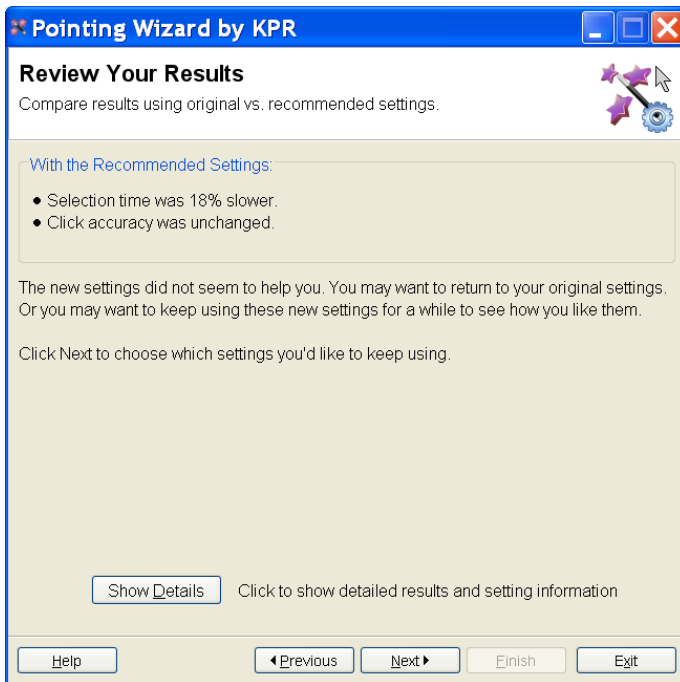 Pointing Wizard by KPR
Review Your Results
Compare results using original vs. recommended settings.
With the Recommended Settings:
• Selection time was 18% slower.
• Click accuracy was unchanged.
The new settings did not seem to help you. You may want to return to your original settings.
Or you may want to keep using these new settings for a while to see how you like them.
Click Next to choose which settings you'd like to keep using.
Show Details Click to show detailed results and setting information
Help Previous Next Finish Exit